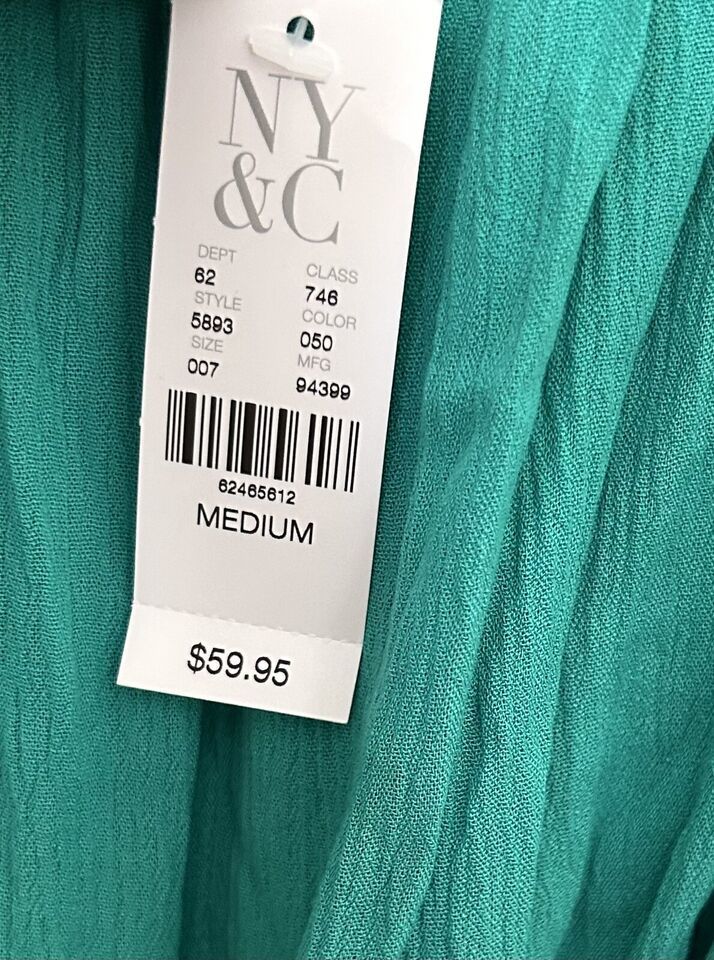 NY
&C
DEPT CLASS
62 746
STYLE COLOR
5893 050
SIZE MFG
007 94399
62465612
MEDIUM
$59.95